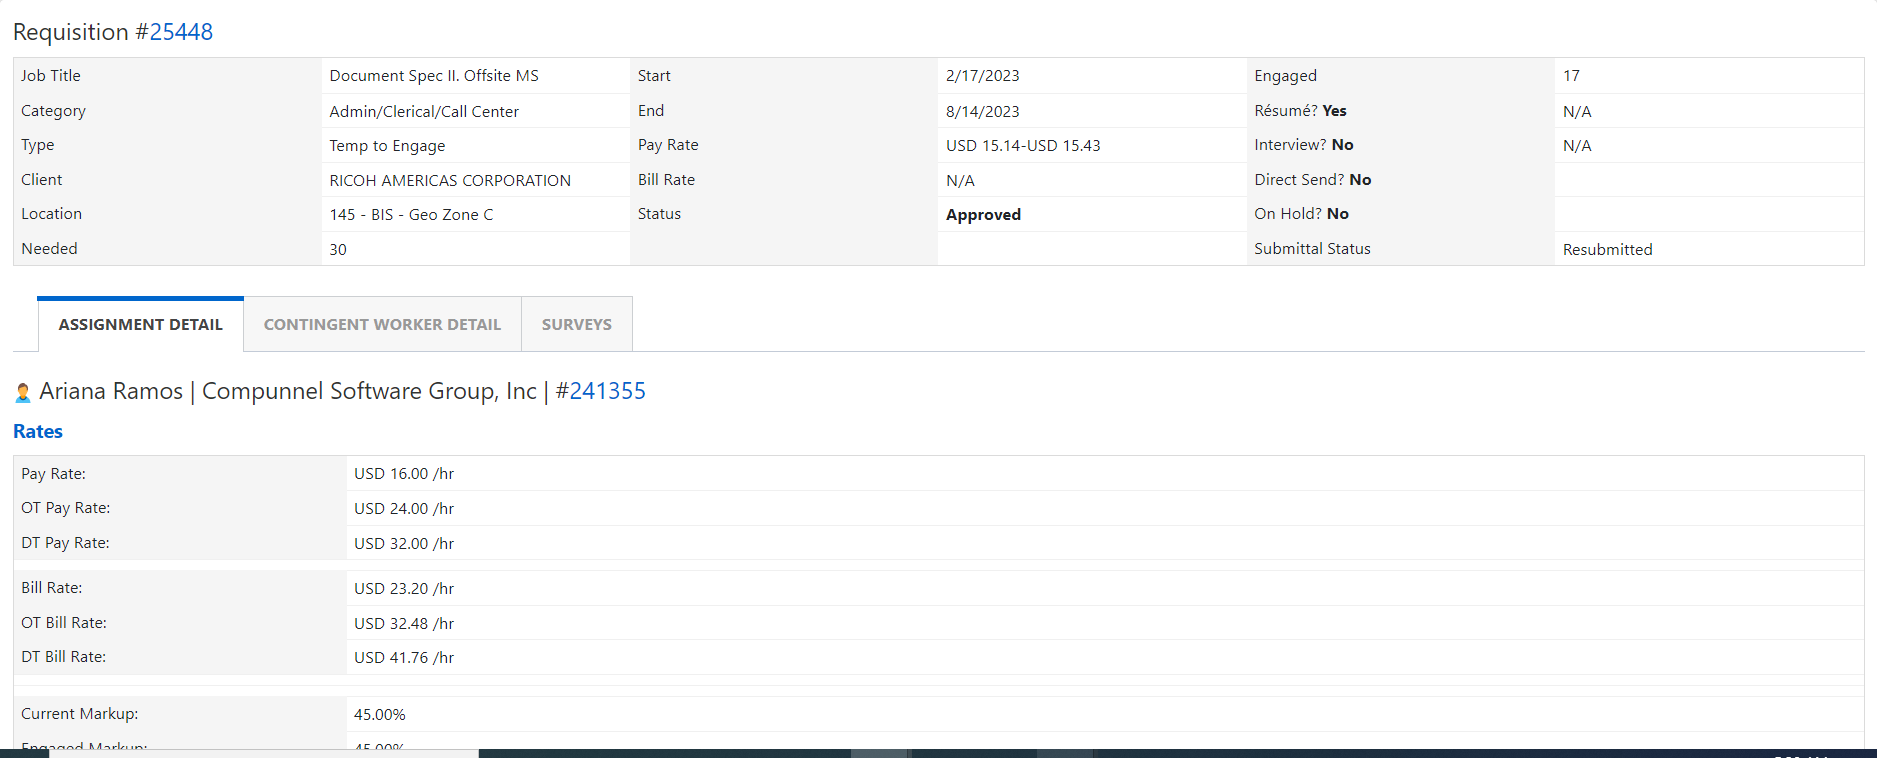 Requisition #25448
Job Title Document Spec II. Offsite MS Start 2/17/2023 Engaged 17
Category Admin/Clerical/Call Center End 8/14/2023 Résumé? Yes N/A
Type Temp to Engage Pay Rate USD 15.14-USD 15.43 Interview? No N/A
Client RICOH AMERICAS CORPORATION Bill Rate N/A Direct Send? No
Location 145 - BIS - Geo Zone C Status Approved On Hold? No
Needed 30 Submittal Status Resubmitted
ASSIGNMENT DETAIL CONTINGENT WORKER DETAIL SURVEYS
Ariana Ramos | Compunnel Software Group, Inc | #241355
Rates
Pay Rate: USD 16.00 /hr
OT Pay Rate: USD 24.00 /hr
DT Pay Rate: USD 32.00 /hr
Bill Rate: USD 23.20 /hr
OT Bill Rate: USD 32.48 /hr
DT Bill Rate: USD 41.76 /hr
Current Markup: 45.00%
Engaged Markup: 45.00%